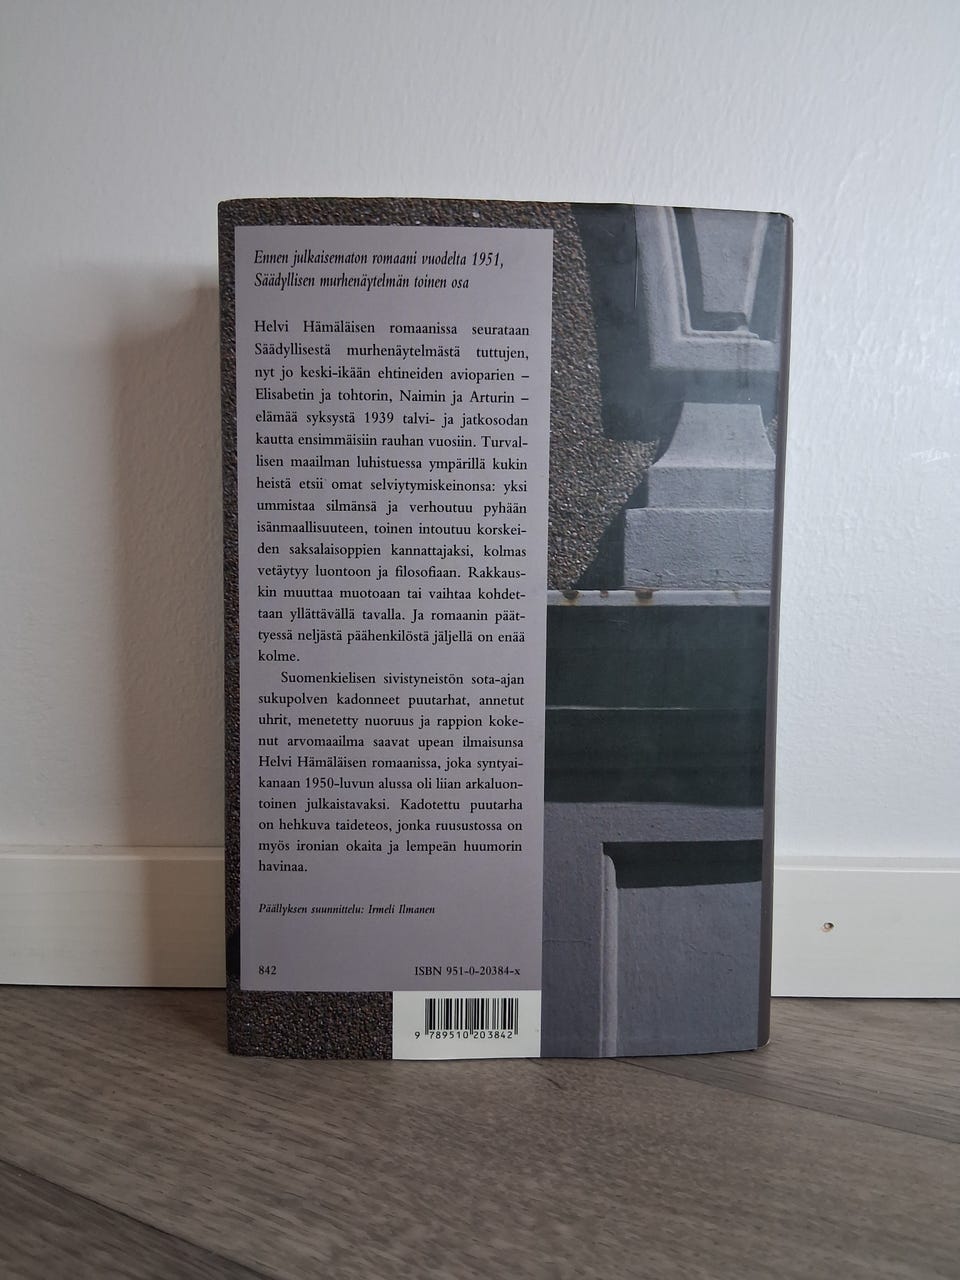 Ennen julkaisematon romaani vuodelta 1951,
Säädyllisen murhenäytelmän toinen osa
Helvi Hämäläisen romaanissa seurataan
Säädyllisestä murhenäytelmästä tuttujen,
nyt jo keski-ikään ehtineiden avioparien –
Elisabetin ja tohtorin, Naimin ja Arturin –
elämää syksystä 1939 talvi- ja jatkosodan
kautta ensimmäisiin rauhan vuosiin. Turval-
lisen maailman luhistuessa ympärillä kukin
heistä etsii omat selviytymiskeinonsa: yksi
ummistaa silmänsä ja verhoutuu pyhään
isänmaallisuuteen, toinen intoutuu korskei-
den saksalaisoppien kannattajaksi, kolmas
vetäytyy luontoon ja filosofiaan. Rakkaus-
kin muuttaa muotoaan tai vaihtaa kohdet-
taan yllättävällä tavalla. Ja romaanin päät-
tyessä neljästä päähenkilöstä jäljellä on enää
kolme.
Suomenkielisen sivistyneistön sota-ajan
sukupolven kadonneet puutarhat, annetut
uhrit, menetetty nuoruus ja rappion koke-
nut arvomaailma saavat upean ilmaisunsa
Helvi Hämäläisen romaanissa, joka syntyai-
kanaan 1950-luvun alussa oli liian arkaluon-
toinen julkaistavaksi. Kadotettu puutarha
on hehkuva taideteos, jonka ruusustossa on
myös ironian okaita ja lempeän huumorin
havinaa.
Päällyksen suunnittelu: Irmeli Ilmanen
842 ISBN 951-0-20384-x
9 789510 203842